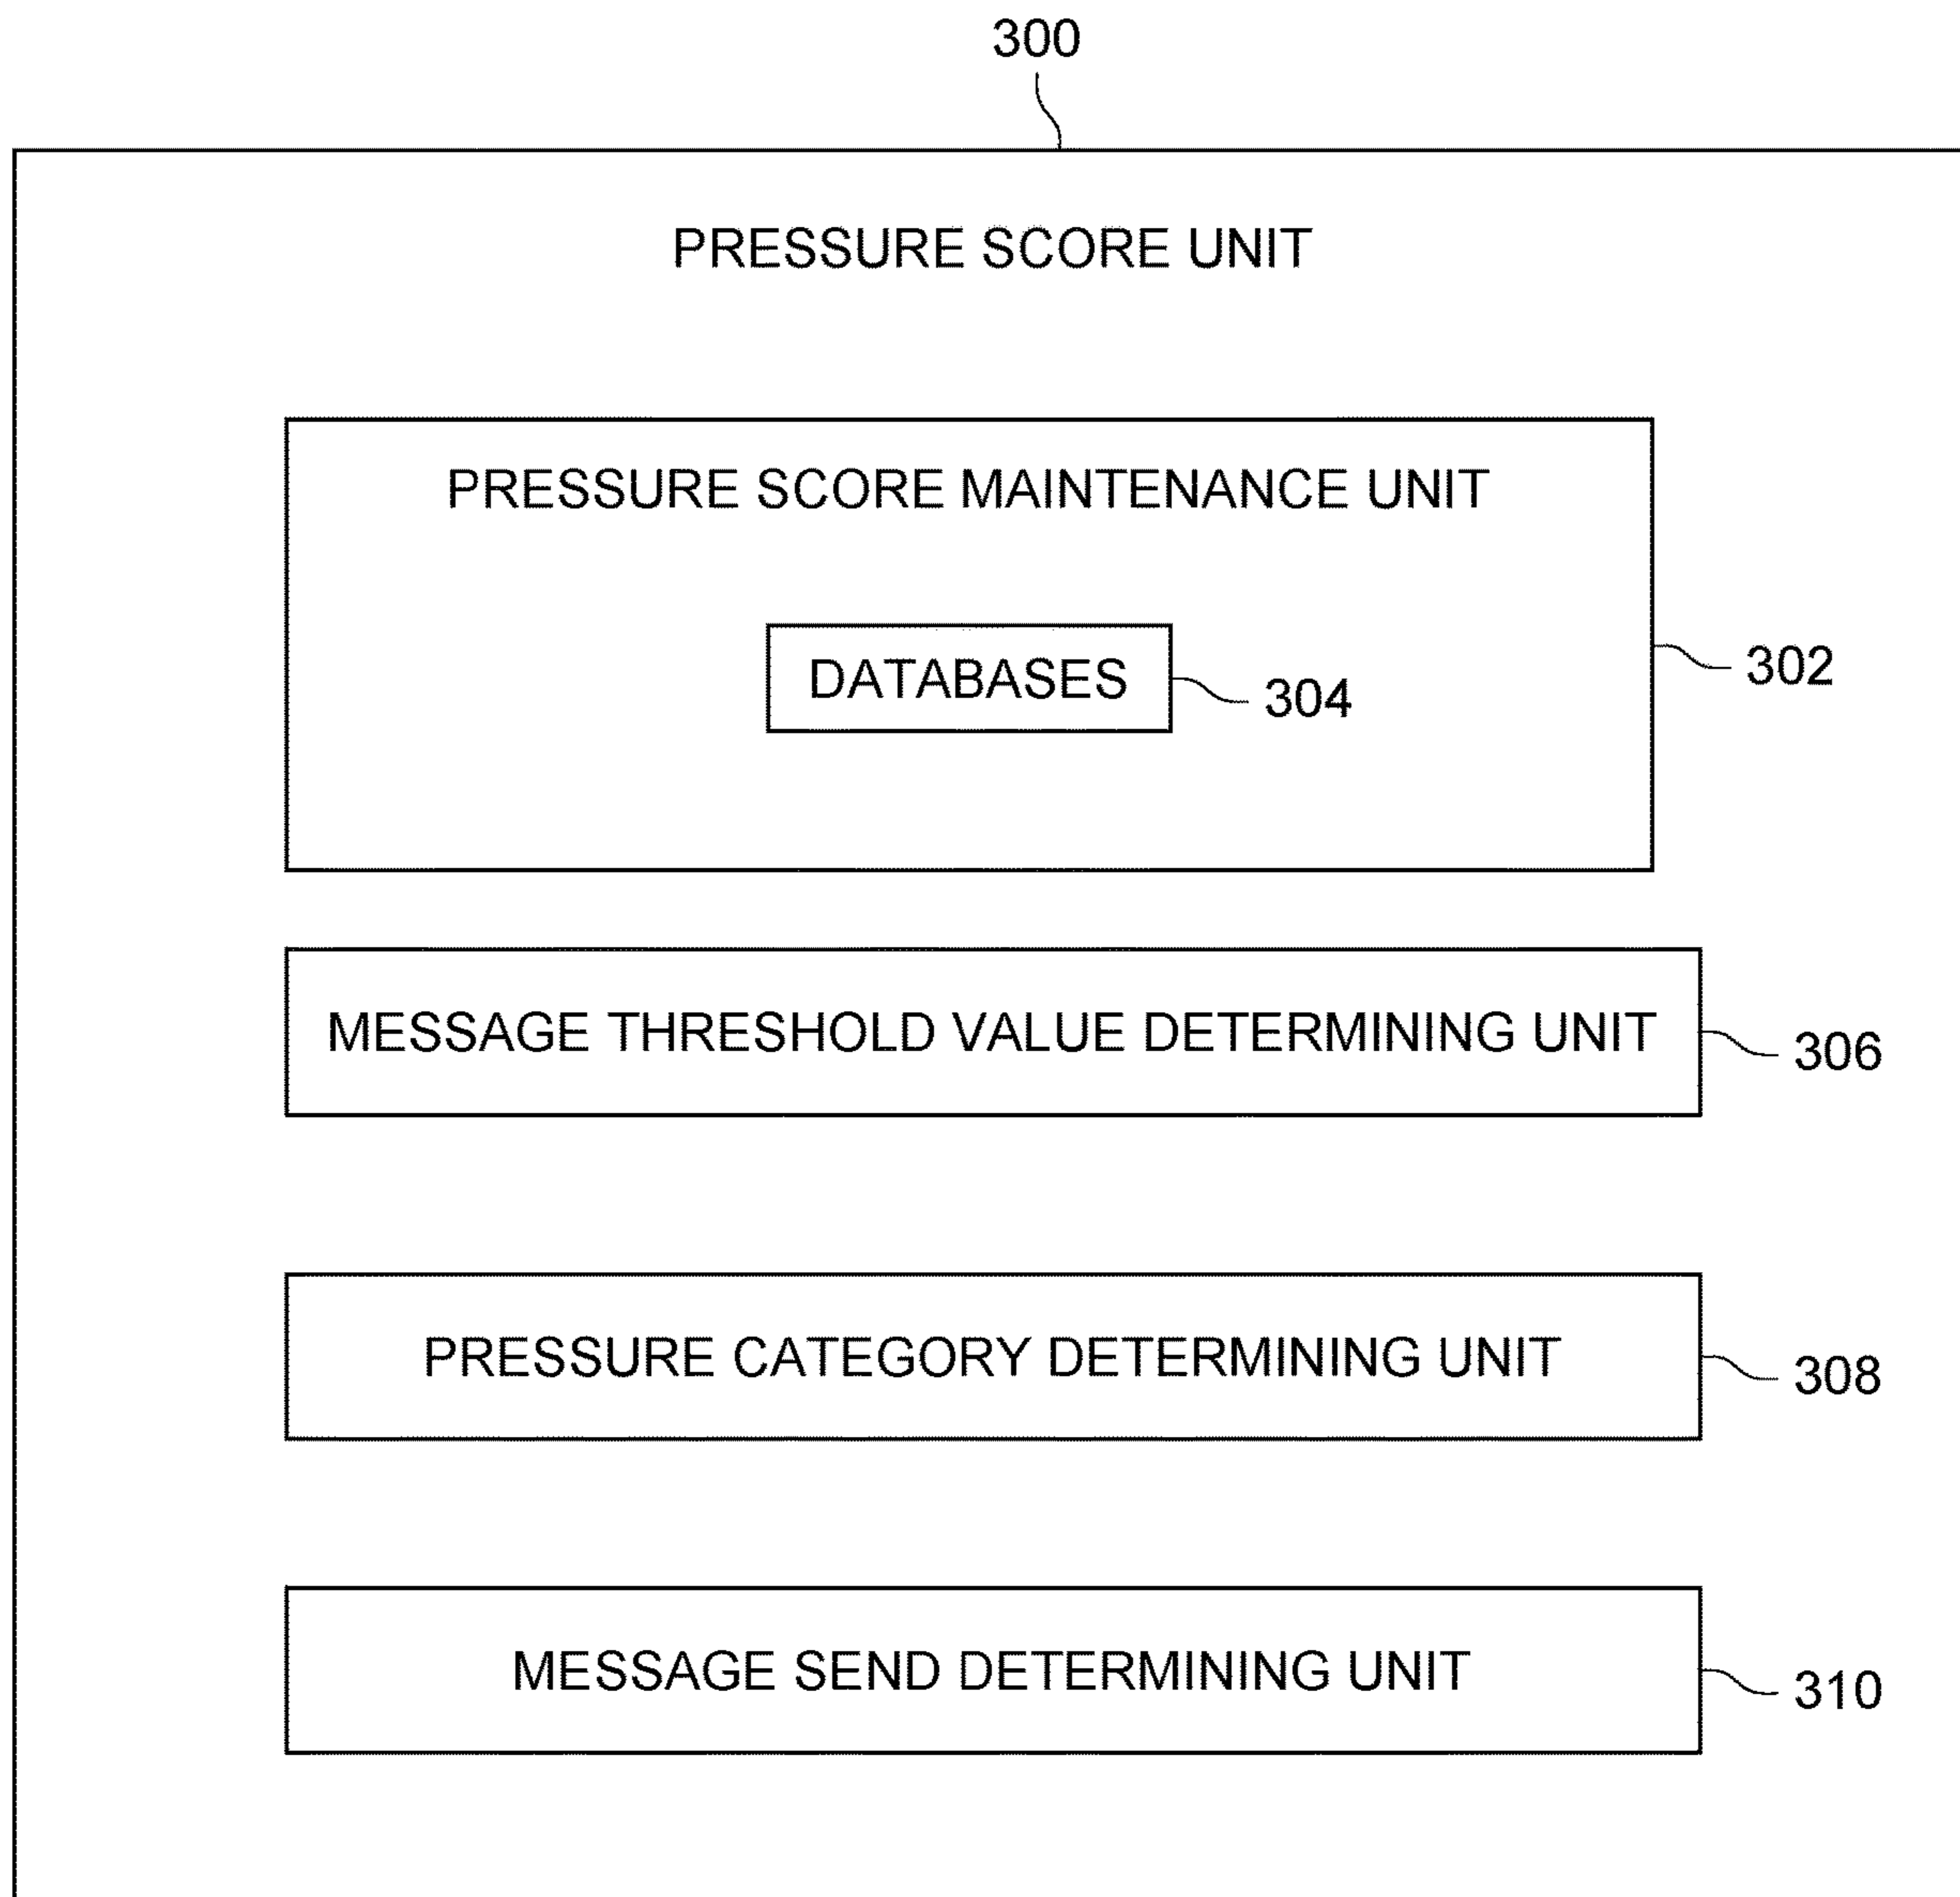 300
PRESSURE SCORE UNIT
PRESSURE SCORE MAINTENANCE UNIT
DATABASES
304
302
MESSAGE THRESHOLD VALUE DETERMINING UNIT
306
PRESSURE CATEGORY DETERMINING UNIT
308
MESSAGE SEND DETERMINING UNIT
310